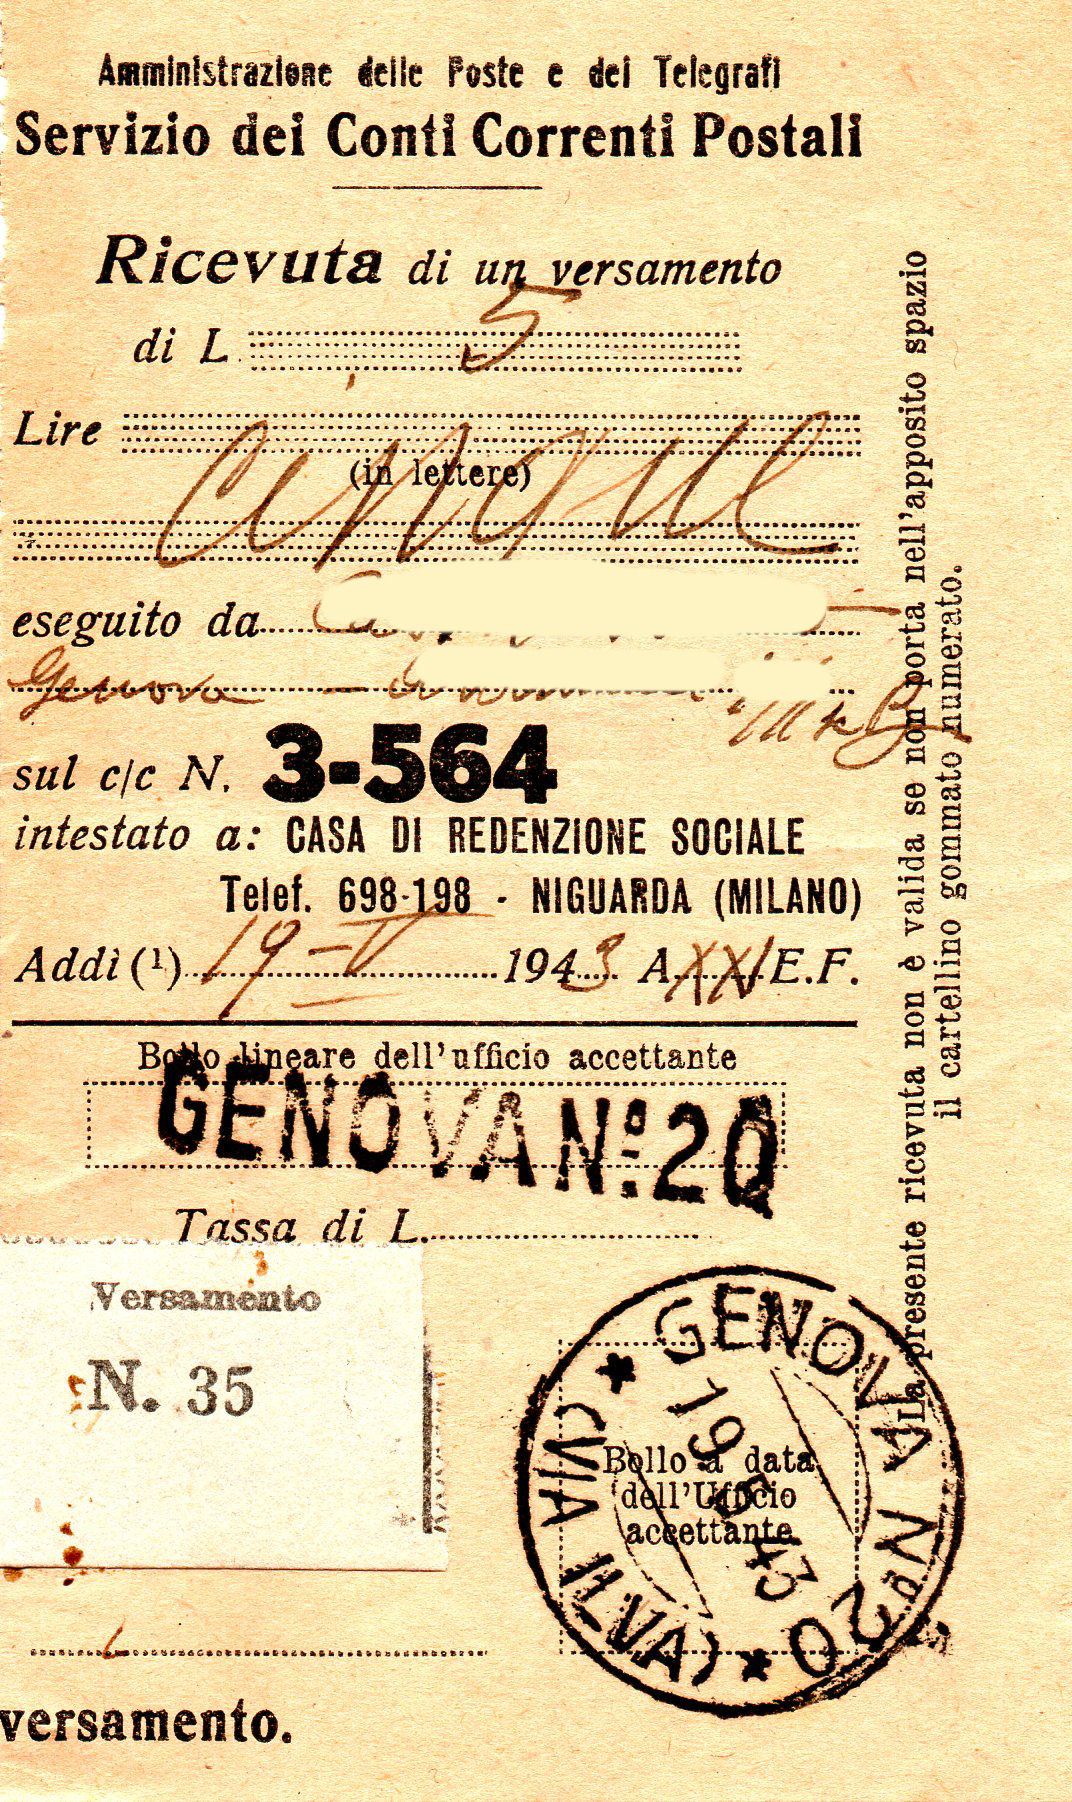 Amministrazione delle Poste e dei Telegrafi
Servizio dei Conti Correnti Postali
Ricevuta di un versamento
di L. 5
Lire cinque
(in lettere)
eseguito da
Genova
sul c/c N. 3-564
intestato a: CASA DI REDENZIONE SOCIALE
Telef. 698-198 - NIGUARDA (MILANO)
Addì (1) 19-V 1943 A XXI E.F.
Bollo lineare dell'ufficio accettante
GENOVA Nº 20
Tassa di L.
Versamento
N. 35
GENOVA Nº 20
(VIA ILVA)
19 5 43
Bollo a data
dell'Ufficio
accettante
versamento.
La presente ricevuta non è valida se non porta nell'apposito spazio
il cartellino gommato numerato.